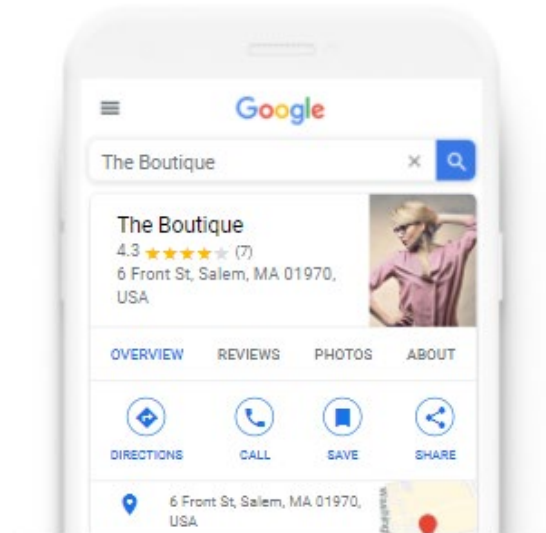 Google
The Boutique
The Boutique
4.3 (7)
6 Front St, Salem, MA 01970,
USA
OVERVIEW REVIEWS PHOTOS ABOUT
DIRECTIONS CALL SAVE SHARE
6 Front St, Salem, MA 01970,
USA